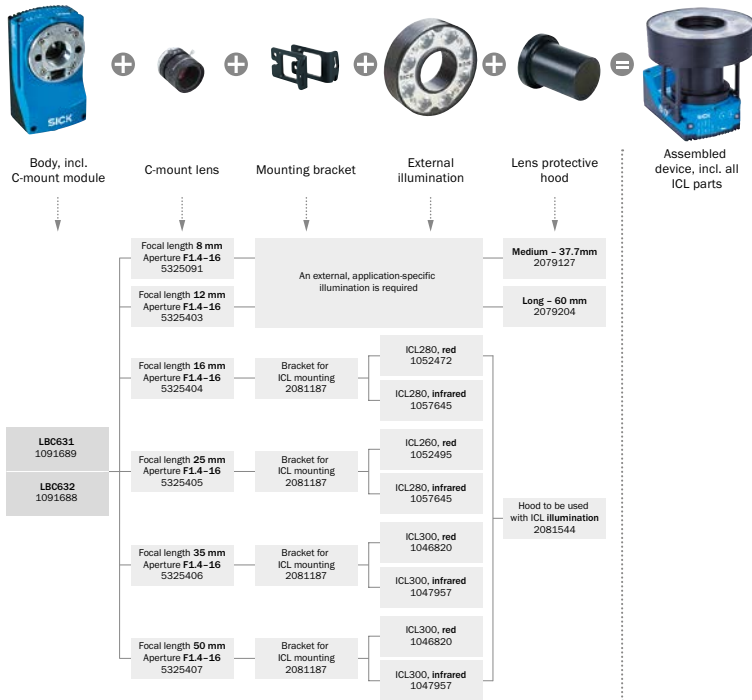 SICK
SICK
Body, incl.
C-mount module
C-mount lens
Mounting bracket
External
illumination
Lens protective
hood
Assembled
device, incl. all
ICL parts
Focal length 8 mm
Aperture F1.4–16
5325091
An external, application-specific
illumination is required
Medium – 37.7mm
2079127
Focal length 12 mm
Aperture F1.4–16
5325403
Long – 60 mm
2079204
Focal length 16 mm
Aperture F1.4–16
5325404
Bracket for
ICL mounting
2081187
ICL280, red
1052472
ICL280, infrared
1057645
LBC631
1091689
LBC632
1091688
Focal length 25 mm
Aperture F1.4–16
5325405
Bracket for
ICL mounting
2081187
ICL260, red
1052495
ICL280, infrared
1057645
Hood to be used
with ICL illumination
2081544
Focal length 35 mm
Aperture F1.4–16
5325406
Bracket for
ICL mounting
2081187
ICL300, red
1046820
ICL300, infrared
1047957
Focal length 50 mm
Aperture F1.4–16
5325407
Bracket for
ICL mounting
2081187
ICL300, red
1046820
ICL300, infrared
1047957